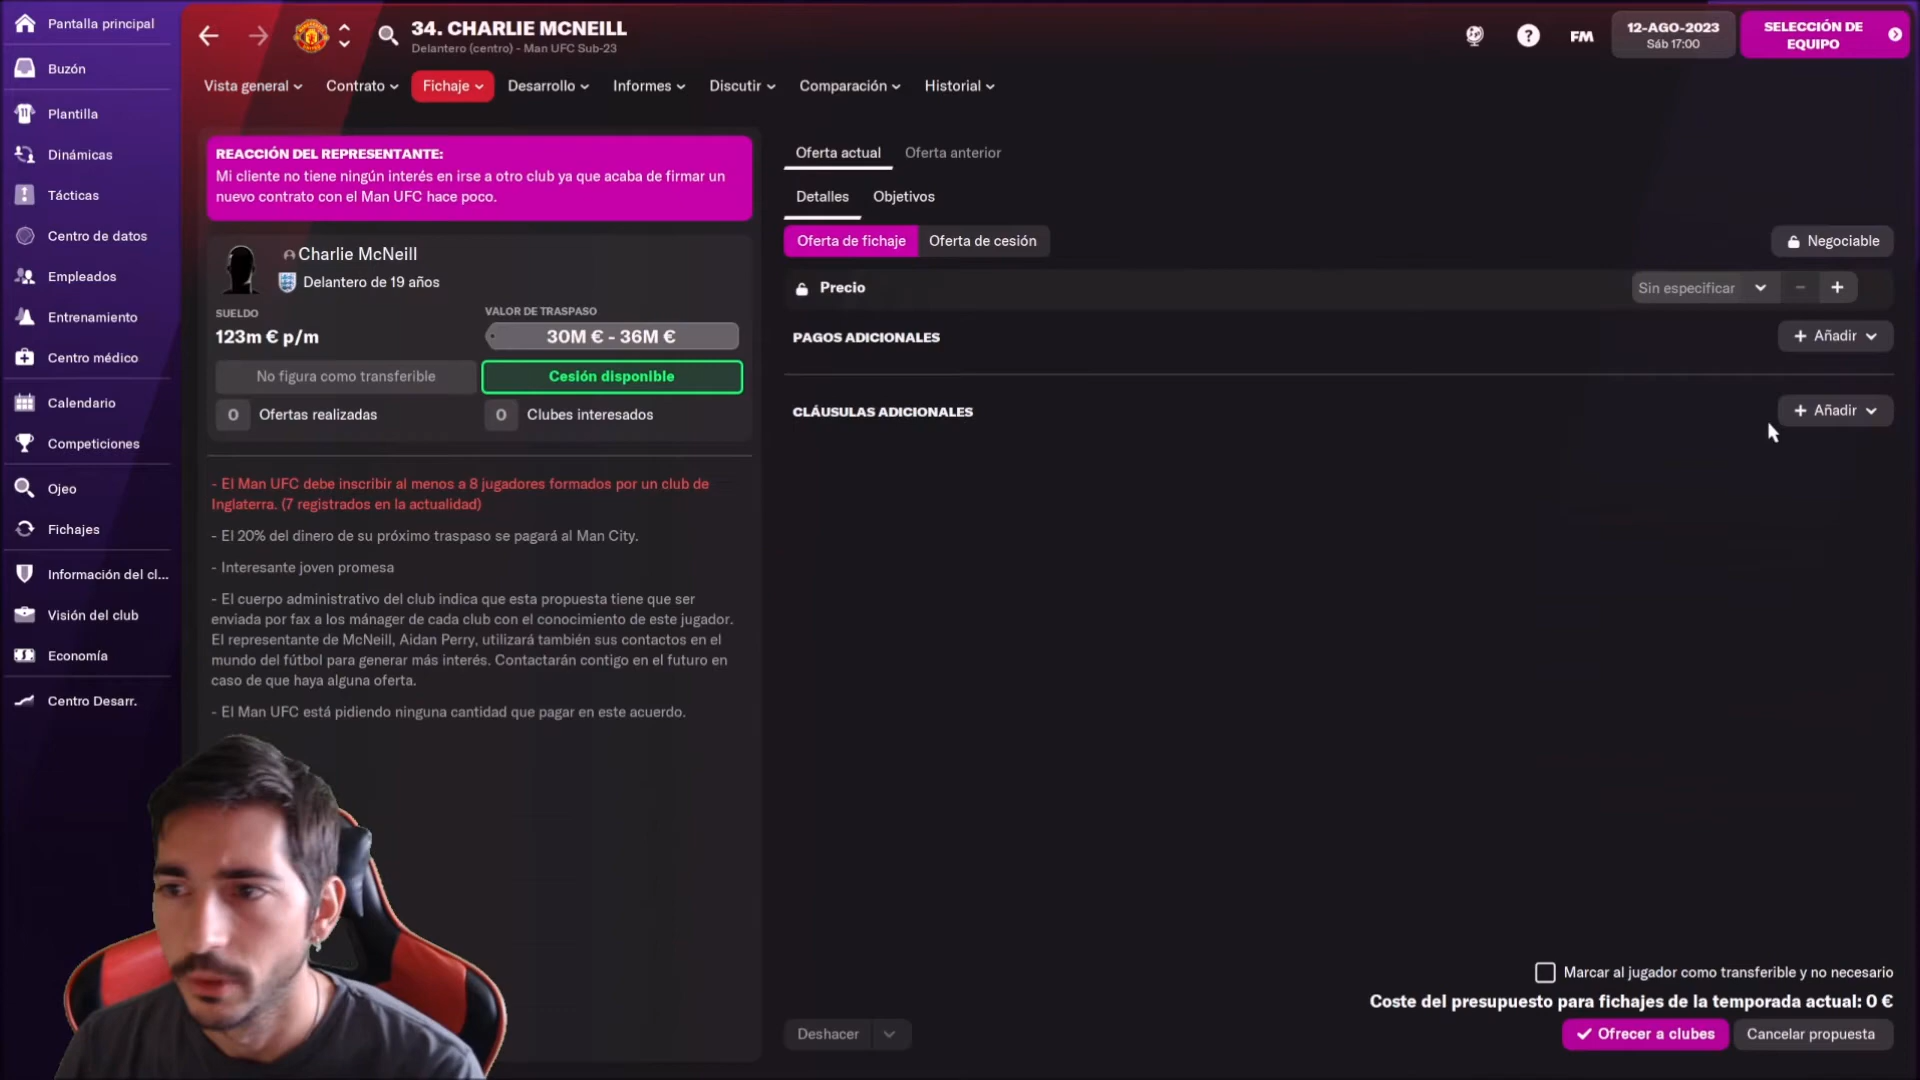 Pantalla principal
Buzón
Plantilla
Dinámicas
Tácticas
Centro de datos
Empleados
Entrenamiento
Centro médico
Calendario
Competiciones
Ojeo
Fichajes
Información del cl...
Visión del club
Economía
Centro Desarr.
34. CHARLIE MCNEILL
Delantero (centro) - Man UFC Sub-23
FM
12-AGO-2023
Sáb 17:00
SELECCIÓN DE
EQUIPO
Vista general
Contrato
Fichaje
Desarrollo
Informes
Discutir
Comparación
Historial
REACCIÓN DEL REPRESENTANTE:
Mi cliente no tiene ningún interés en irse a otro club ya que acaba de firmar un
nuevo contrato con el Man UFC hace poco.
Charlie McNeill
Delantero de 19 años
SUELDO
123m € p/m
VALOR DE TRASPASO
30M € - 36M €
No figura como transferible
Cesión disponible
0 Ofertas realizadas
0 Clubes interesados
- El Man UFC debe inscribir al menos a 8 jugadores formados por un club de
Inglaterra. (7 registrados en la actualidad)
- El 20% del dinero de su próximo traspaso se pagará al Man City.
- Interesante joven promesa
- El cuerpo administrativo del club indica que esta propuesta tiene que ser
enviada por fax a los mánager de cada club con el conocimiento de este jugador.
El representante de McNeill, Aidan Perry, utilizará también sus contactos en el
mundo del fútbol para generar más interés. Contactarán contigo en el futuro en
caso de que haya alguna oferta.
- El Man UFC está pidiendo ninguna cantidad que pagar en este acuerdo.
Oferta actual
Oferta anterior
Detalles
Objetivos
Oferta de fichaje
Oferta de cesión
Negociable
Precio
Sin especificar
PAGOS ADICIONALES
+ Añadir
CLÁUSULAS ADICIONALES
+ Añadir
Marcar al jugador como transferible y no necesario
Coste del presupuesto para fichajes de la temporada actual: 0 €
Deshacer
Ofrecer a clubes
Cancelar propuesta